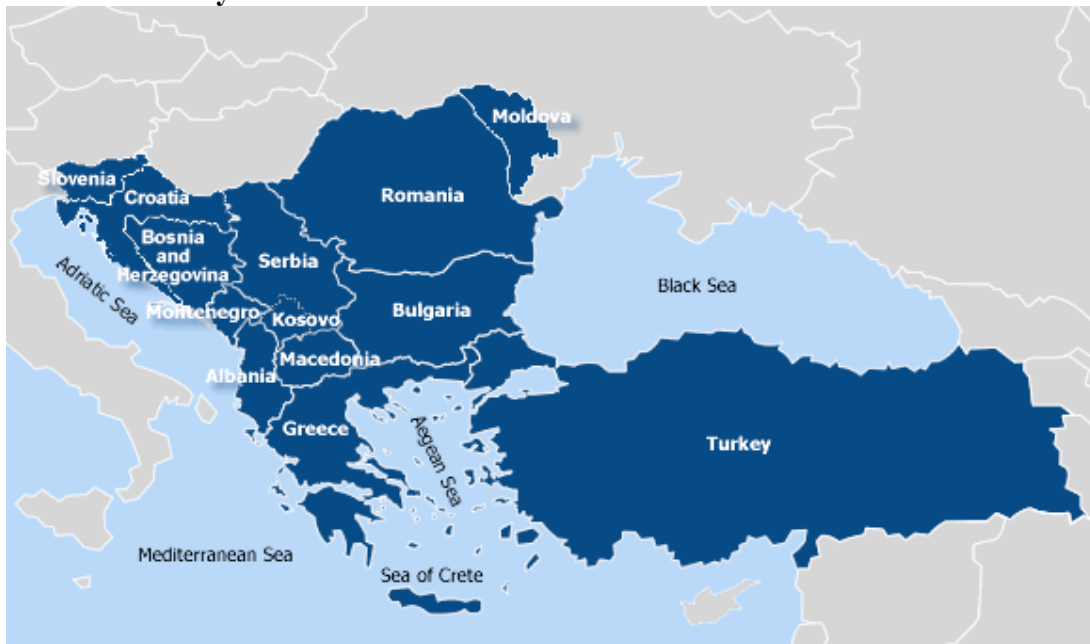 Moldova
Slovenia
Croatia
Romania
Bosnia
and
Herzegovina
Serbia
Adriatic Sea
Black Sea
Montenegro
Kosovo
Bulgaria
Macedonia
Albania
Greece
Aegean Sea
Turkey
Mediterranean Sea
Sea of Crete